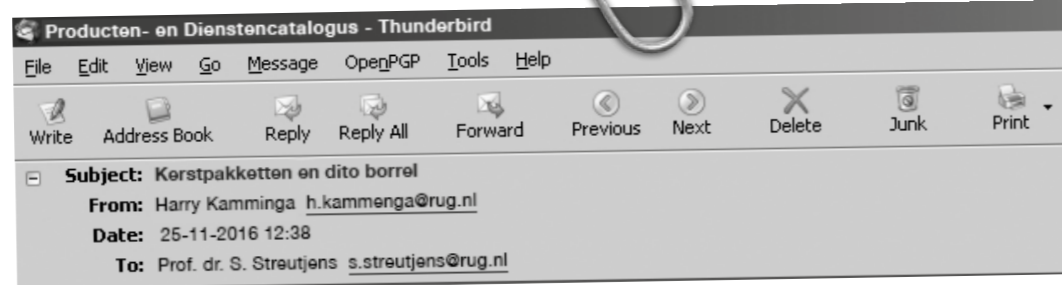 Producten- en Dienstencatalogus - Thunderbird
File Edit View Go Message OpenPGP Tools Help
Write Address Book Reply Reply All Forward Previous Next Delete Junk Print
Subject: Kerstpakketten en dito borrel
From: Harry Kamminga h.kammenga@rug.nl
Date: 25-11-2016 12:38
To: Prof. dr. S. Streutjens s.streutjens@rug.nl